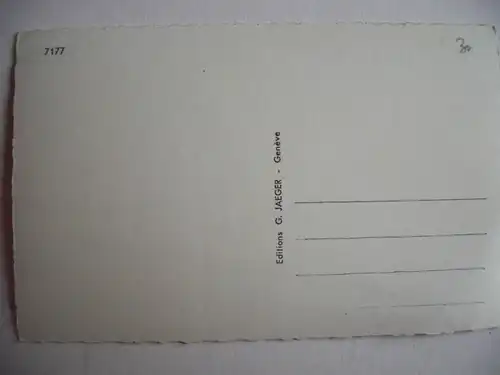 7177
Editions G. JAEGER - Genève